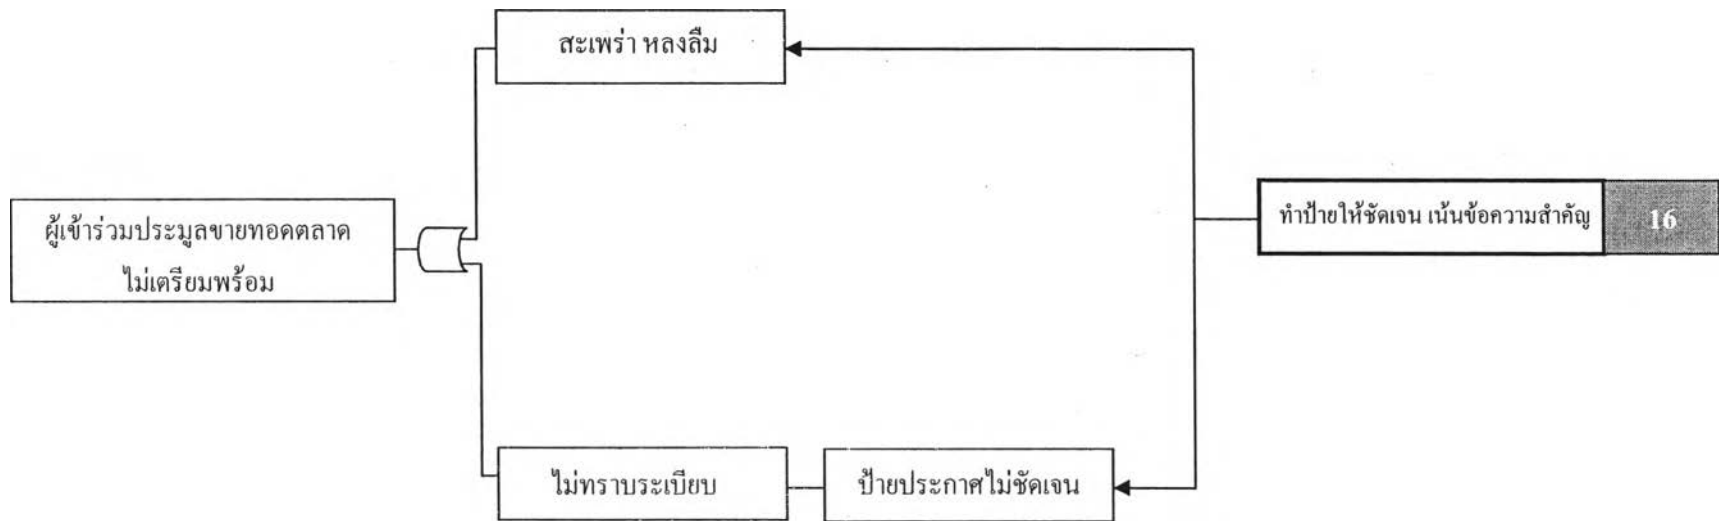 สะเพร่า หลงลืม
ทำป้ายให้ชัดเจน เน้นข้อความสำคัญ
16
ผู้เข้าร่วมประมูลขายทอดตลาด
ไม่เตรียมพร้อม
ไม่ทราบระเบียบ
ป้ายประกาศไม่ชัดเจน